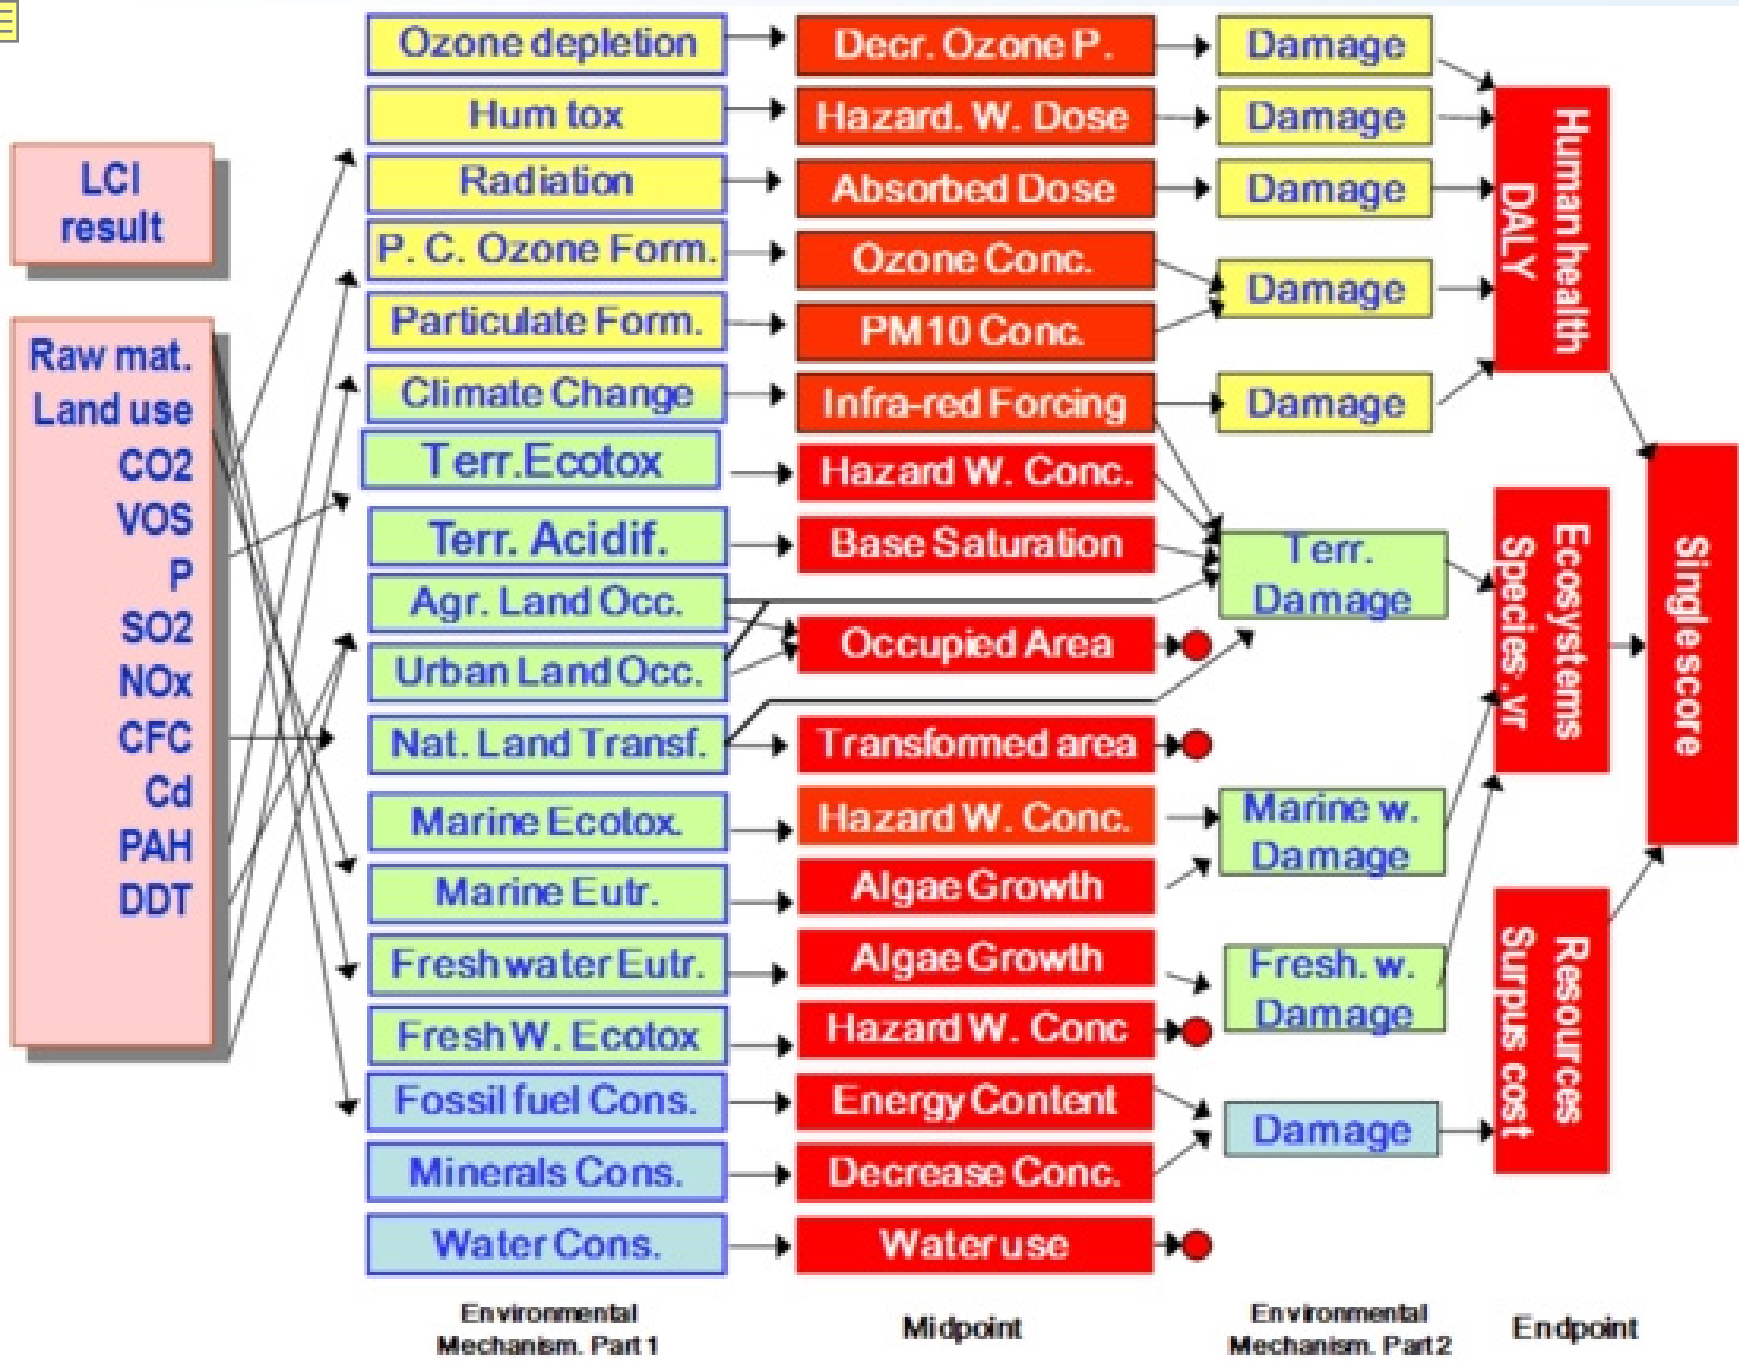 LCI
result
Raw mat.
Land use
CO2
VOS
P
SO2
NOx
CFC
Cd
PAH
DDT
Ozone depletion
Hum tox
Radiation
P. C. Ozone Form.
Particulate Form.
Climate Change
Terr.Ecotox
Terr. Acidif.
Agr. Land Occ.
Urban Land Occ.
Nat. Land Transf.
Marine Ecotox.
Marine Eutr.
Freshwater Eutr.
Fresh W. Ecotox
Fossil fuel Cons.
Minerals Cons.
Water Cons.
Environmental
Mechanism. Part 1
Decr. Ozone P.
Hazard. W. Dose
Absorbed Dose
Ozone Conc.
PM10 Conc.
Infra-red Forcing
Hazard W. Conc.
Base Saturation
Occupied Area
Transformed area
Hazard W. Conc.
Algae Growth
Algae Growth
Hazard W. Conc
Energy Content
Decrease Conc.
Water use
Midpoint
Damage
Damage
Damage
Damage
Damage
Terr.
Damage
Marine w.
Damage
Fresh. w.
Damage
Damage
Environmental
Mechanism. Part 2
Human health
DALY
Ecosystems
Species.yr
Resources
Surpus cost
Endpoint
Single score